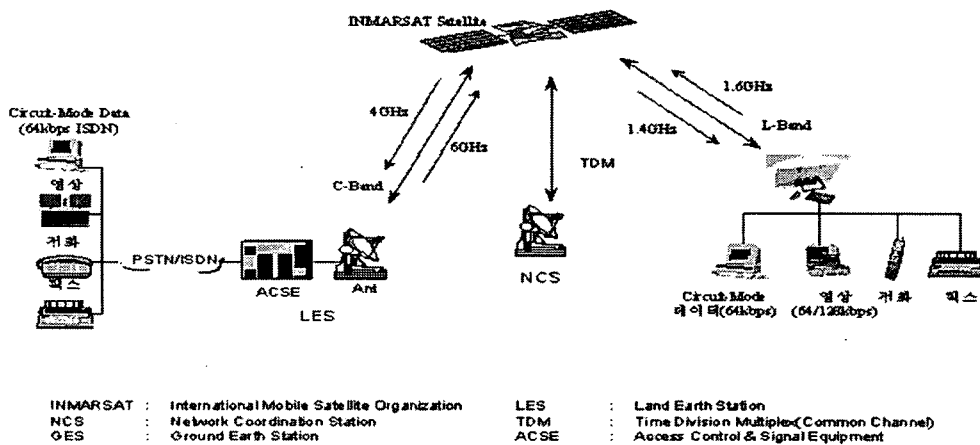 INMARSAT Satellite
1.6GHz
4GHz
Circuit-Mode Data
(64kbps ISDN)
1.4GHz
L-Band
6GHz
TDM
영상
C-Band
전화
PSTN/ISDN
팩스
ACSE
Ant
NCS
LES
Circuit-Mode
데이터(64kbps)
영상
(64/128kbps)
전화
팩스
INMARSAT : International Mobile Satellite Organization
NCS : Network Coordination Station
GES : Ground Earth Station
LES : Land Earth Station
TDM : Time Division Multiplex(Common Channel)
ACSE : Access Control & Signal Equipment